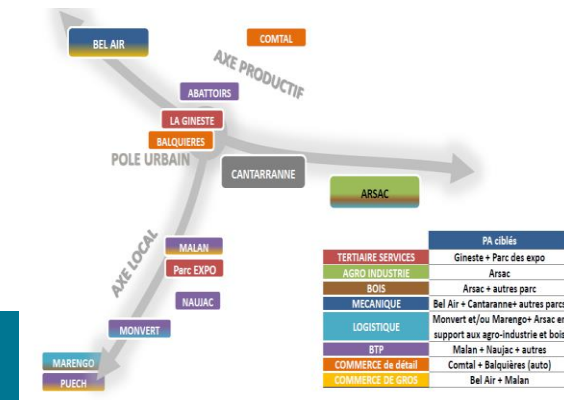 BEL AIR
COMTAL
AXE PRODUCTIF
ABATTOIRS
LA GINESTE
BALQUIERES
POLE URBAIN
CANTARRANNE
ARSAC
AXE LOCAL
MALAN
Parc EXPO
NAUJAC
MONVERT
MARENGO
PUECH
PA ciblés
TERTIAIRE SERVICES Gineste + Parc des expo
AGRO INDUSTRIE Arsac
BOIS Arsac + autres parc
MECANIQUE Bel Air + Cantaranne+ autres parcs
LOGISTIQUE Monvert et/ou Marengo+ Arsac en
support aux agro-industrie et bois
BTP Malan + Naujac + autres
COMMERCE de détail Comtal + Balquières (auto)
COMMERCE DE GROS Bel Air + Malan